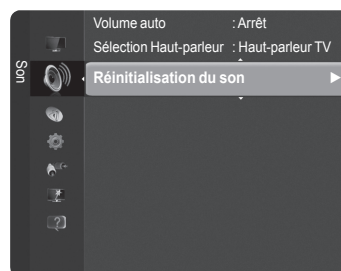 Son
Volume auto : Arrêt
Sélection Haut-parleur : Haut-parleur TV
Réinitialisation du son